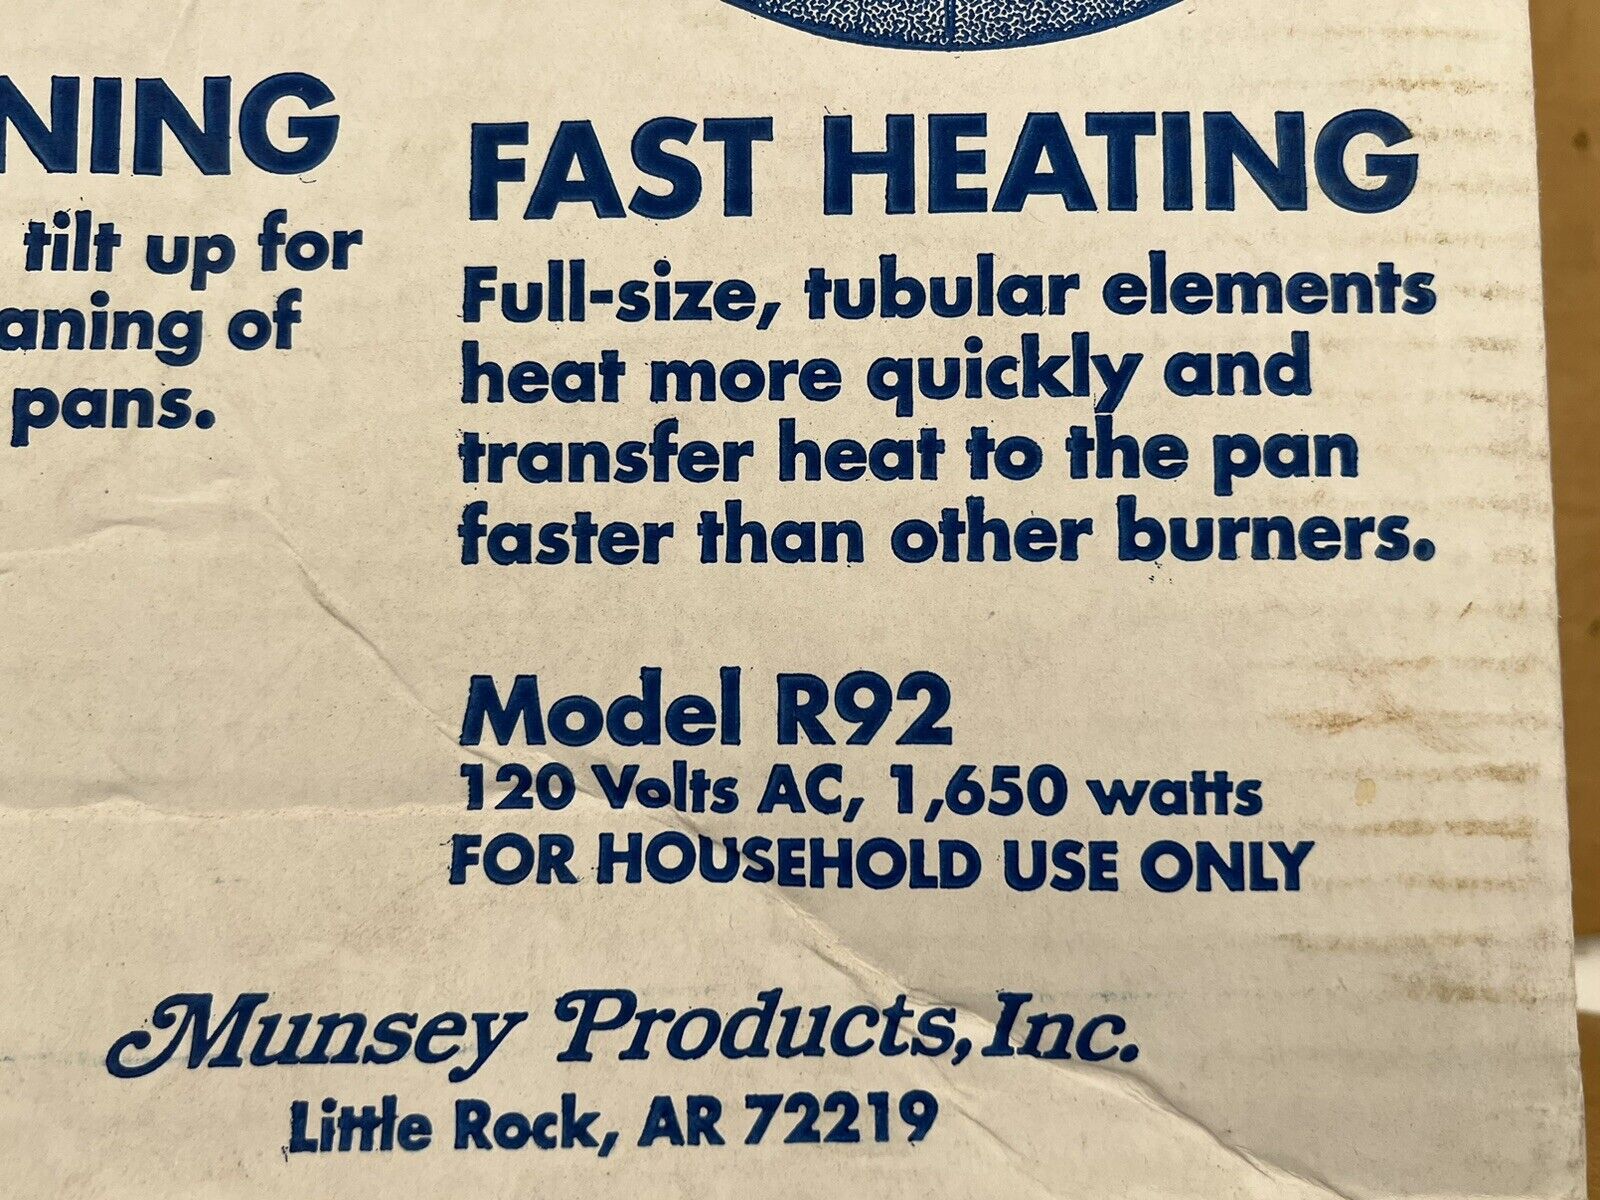 NING
tilt up for
aning of
pans.
FAST HEATING
Full-size, tubular elements
heat more quickly and
transfer heat to the pan
faster than other burners.
Model R92
120 Volts AC, 1,650 watts
FOR HOUSEHOLD USE ONLY
Munsey Products, Inc.
Little Rock, AR 72219